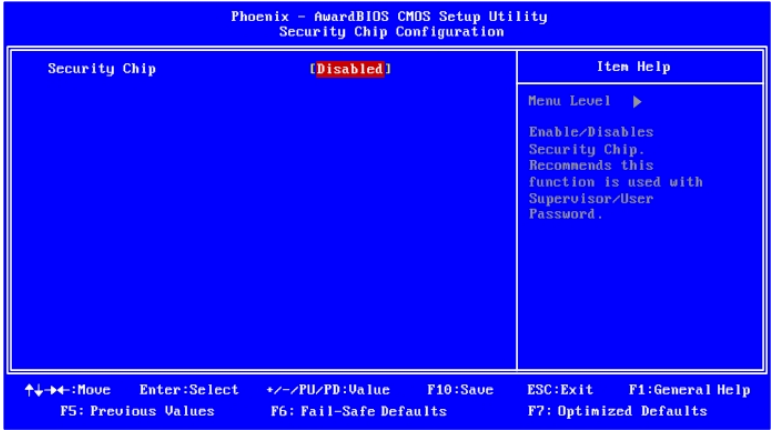 Phoenix - AwardBIOS CMOS Setup Utility
Security Chip Configuration
Security Chip [Disabled]
Item Help
Menu Level ▶
Enable/Disables
Security Chip.
Recommends this
function is used with
Supervisor/User
Password.
↑↓→←:Move Enter:Select +/-/PU/PD:Value F10:Save ESC:Exit F1:General Help
F5: Previous Values F6: Fail-Safe Defaults F7: Optimized Defaults